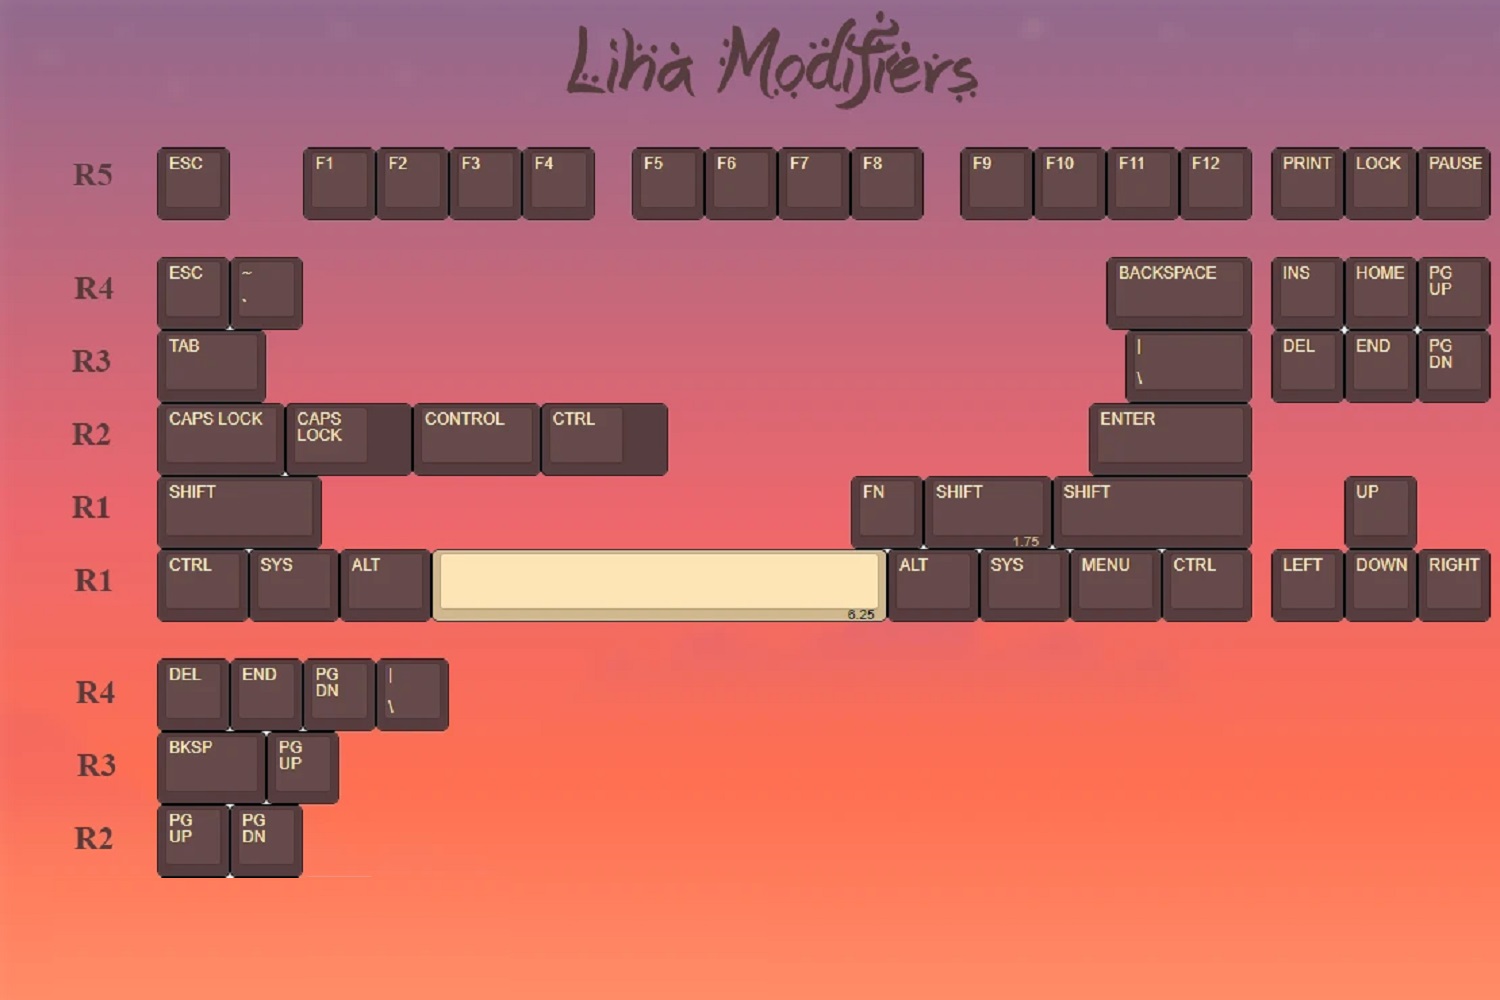 Liha Modifiers
R5 ESC F1 F2 F3 F4 F5 F6 F7 F8 F9 F10 F11 F12 PRINT LOCK PAUSE
R4 ESC ~ BACKSPACE INS HOME PG
` UP
R3 TAB | DEL END PG
\ DN
R2 CAPS LOCK CAPS CONTROL CTRL ENTER
LOCK
R1 SHIFT FN SHIFT SHIFT UP
1.75
R1 CTRL SYS ALT ALT SYS MENU CTRL LEFT DOWN RIGHT
6.25
R4 DEL END PG |
DN \
R3 BKSP PG
UP
R2 PG PG
UP DN